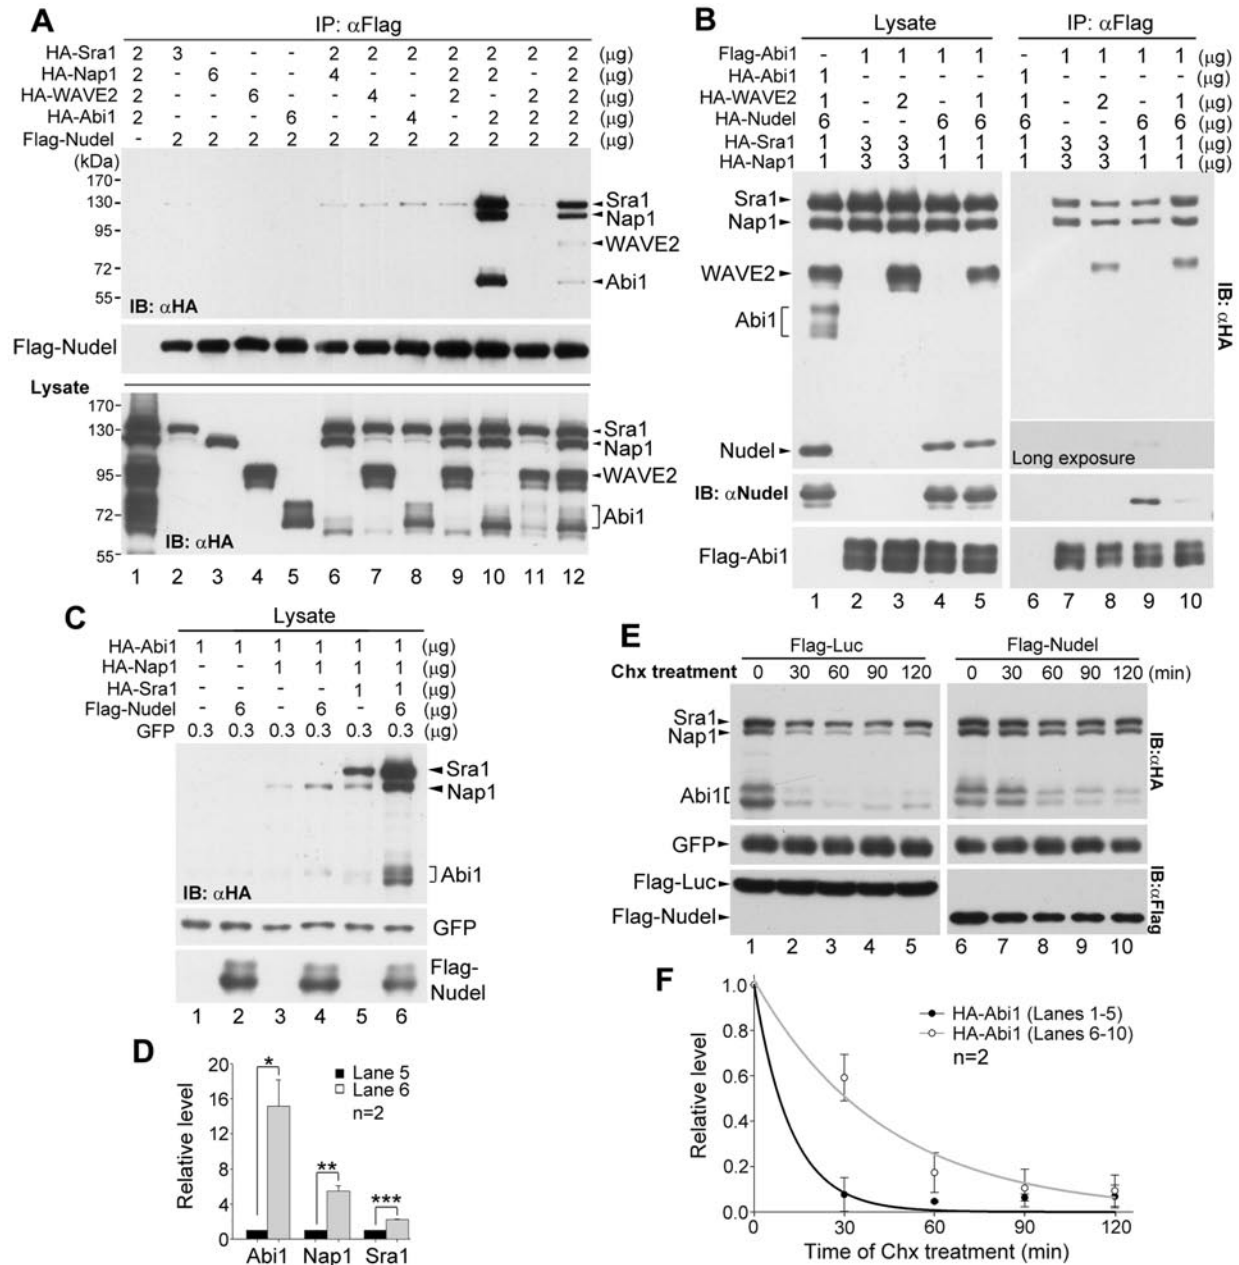 A
IP: αFlag
HA-Sra1 2 3 - - - 2 2 2 2 2 2 2 (μg)
HA-Nap1 2 - 6 - - 4 - - 2 2 - 2 (μg)
HA-WAVE2 2 - - 6 - - 4 - 2 - 2 2 (μg)
HA-Abi1 2 - - - 6 - - 4 - 2 2 2 (μg)
Flag-Nudel - 2 2 2 2 2 2 2 2 2 2 2 (μg)
(kDa)
170
130
95
72
55
Sra1
Nap1
WAVE2
Abi1
IB: αHA
Flag-Nudel
Lysate
170
130
95
72
55
Sra1
Nap1
WAVE2
Abi1
IB: αHA
1 2 3 4 5 6 7 8 9 10 11 12
B
Lysate IP: αFlag
Flag-Abi1 - 1 1 1 1 - 1 1 1 1 (μg)
HA-Abi1 1 - - - - 1 - - - - (μg)
HA-WAVE2 1 - 2 - 1 1 - 2 - 1 (μg)
HA-Nudel 6 - - 6 6 6 - - 6 6 (μg)
HA-Sra1 1 3 3 1 1 1 3 3 1 1 (μg)
HA-Nap1 1 3 3 1 1 1 3 3 1 1 (μg)
Sra1
Nap1
WAVE2
Abi1
IB: αHA
Nudel
Long exposure
IB: αNudel
Flag-Abi1
1 2 3 4 5 6 7 8 9 10
C
Lysate
HA-Abi1 1 1 1 1 1 1 (μg)
HA-Nap1 - - 1 1 1 1 (μg)
HA-Sra1 - - - - 1 1 (μg)
Flag-Nudel - 6 - 6 - 6 (μg)
GFP 0.3 0.3 0.3 0.3 0.3 0.3 (μg)
Sra1
Nap1
Abi1
IB: αHA
GFP
Flag-
Nudel
1 2 3 4 5 6
D
20
16
12
8
4
0
Relative level
*
**
***
Lane 5
Lane 6
n=2
Abi1 Nap1 Sra1
E
Flag-Luc Flag-Nudel
Chx treatment 0 30 60 90 120 0 30 60 90 120 (min)
Sra1
Nap1
Abi1
IB:αHA
GFP
Flag-Luc
Flag-Nudel
IB:αFlag
1 2 3 4 5 6 7 8 9 10
F
1.0
0.8
0.6
0.4
0.2
0.0
Relative level
HA-Abi1 (Lanes 1-5)
HA-Abi1 (Lanes 6-10)
n=2
0 30 60 90 120
Time of Chx treatment (min)